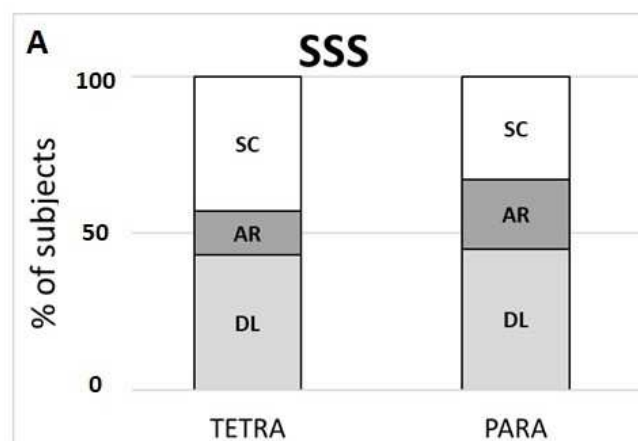 A
SSS
100
SC
SC
AR
50
AR
DL
DL
0
% of subjects
TETRA
PARA